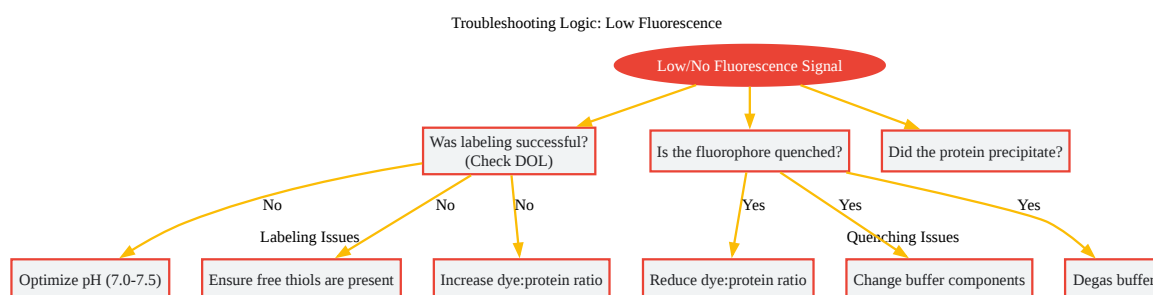 Troubleshooting Logic: Low Fluorescence
Low/No Fluorescence Signal
Was labeling successful?
(Check DOL)
Is the fluorophore quenched?
Did the protein precipitate?
No
No
No
Yes
Yes
Yes
Labeling Issues
Quenching Issues
Optimize pH (7.0-7.5)
Ensure free thiols are present
Increase dye:protein ratio
Reduce dye:protein ratio
Change buffer components
Degas buffer